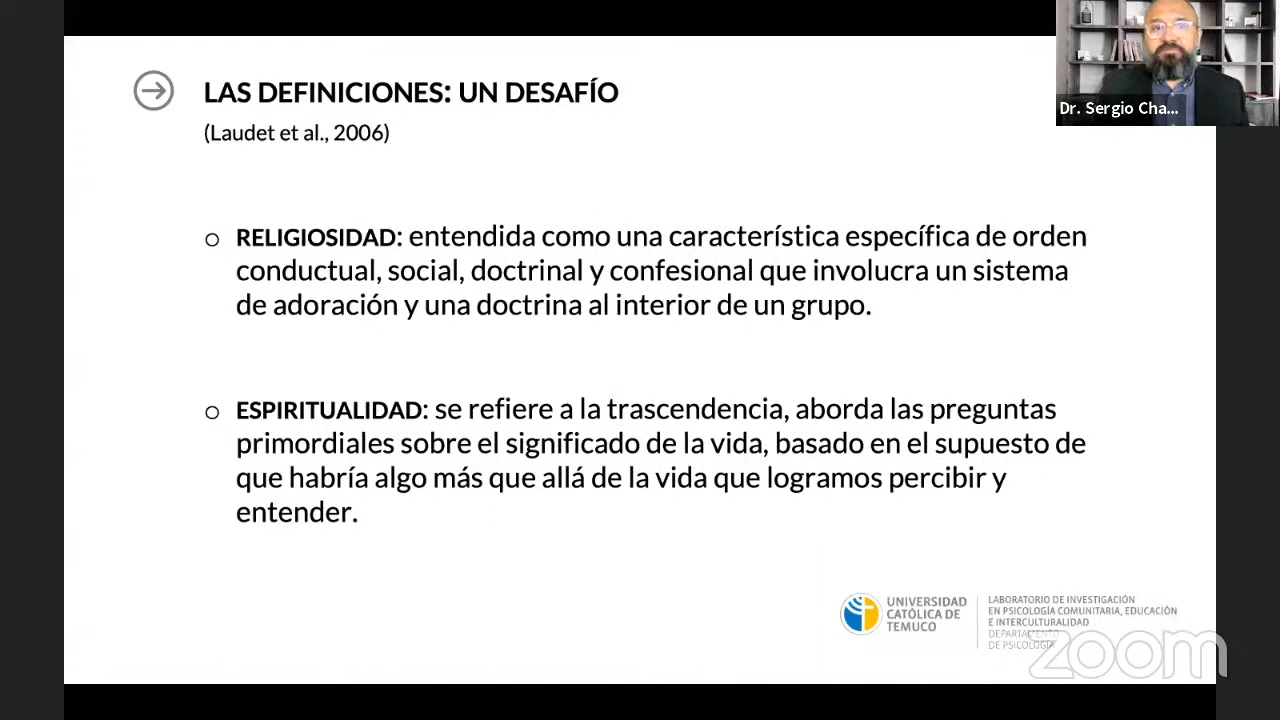 LAS DEFINICIONES: UN DESAFÍO
(Laudet et al., 2006)
Dr. Sergio Cha...
RELIGIOSIDAD: entendida como una característica específica de orden
conductual, social, doctrinal y confesional que involucra un sistema
de adoración y una doctrina al interior de un grupo.
ESPIRITUALIDAD: se refiere a la trascendencia, aborda las preguntas
primordiales sobre el significado de la vida, basado en el supuesto de
que habría algo más que allá de la vida que logramos percibir y
entender.
UNIVERSIDAD
CATÓLICA DE
TEMUCO
LABORATORIO DE INVESTIGACIÓN
EN PSICOLOGÍA COMUNITARIA, EDUCACIÓN
E INTERCULTURALIDAD
DEPARTAMENTO
DE PSICOLOGÍA
zoom